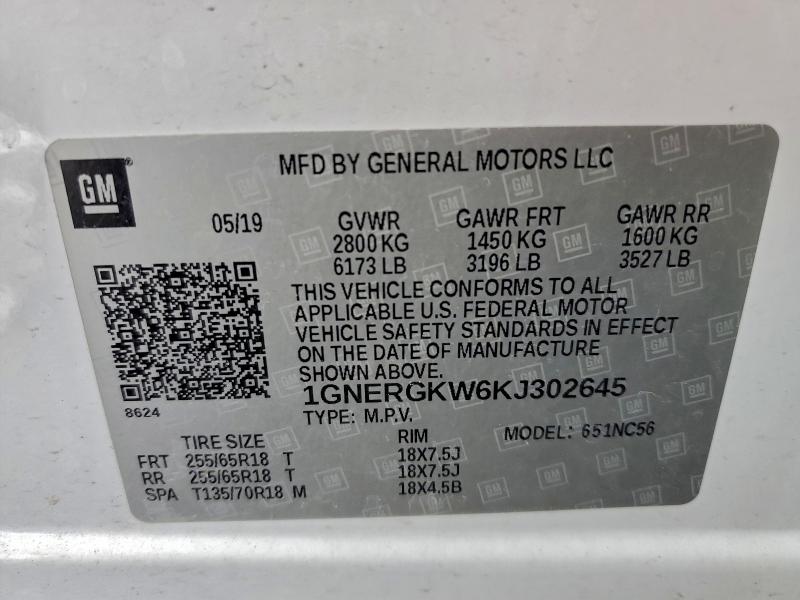 GM
MFD BY GENERAL MOTORS LLC
05/19 GVWR GAWR FRT GAWR RR
2800 KG 1450 KG 1600 KG
6173 LB 3196 LB 3527 LB
THIS VEHICLE CONFORMS TO ALL
APPLICABLE U.S. FEDERAL MOTOR
VEHICLE SAFETY STANDARDS IN EFFECT
ON THE DATE OF MANUFACTURE
SHOWN ABOVE.
1GNERGKW6KJ302645
8624
TYPE: M.P.V. MODEL: 651NC56
TIRE SIZE RIM
FRT 255/65R18 T 18X7.5J
RR 255/65R18 T 18X7.5J
SPA T135/70R18 M 18X4.5B